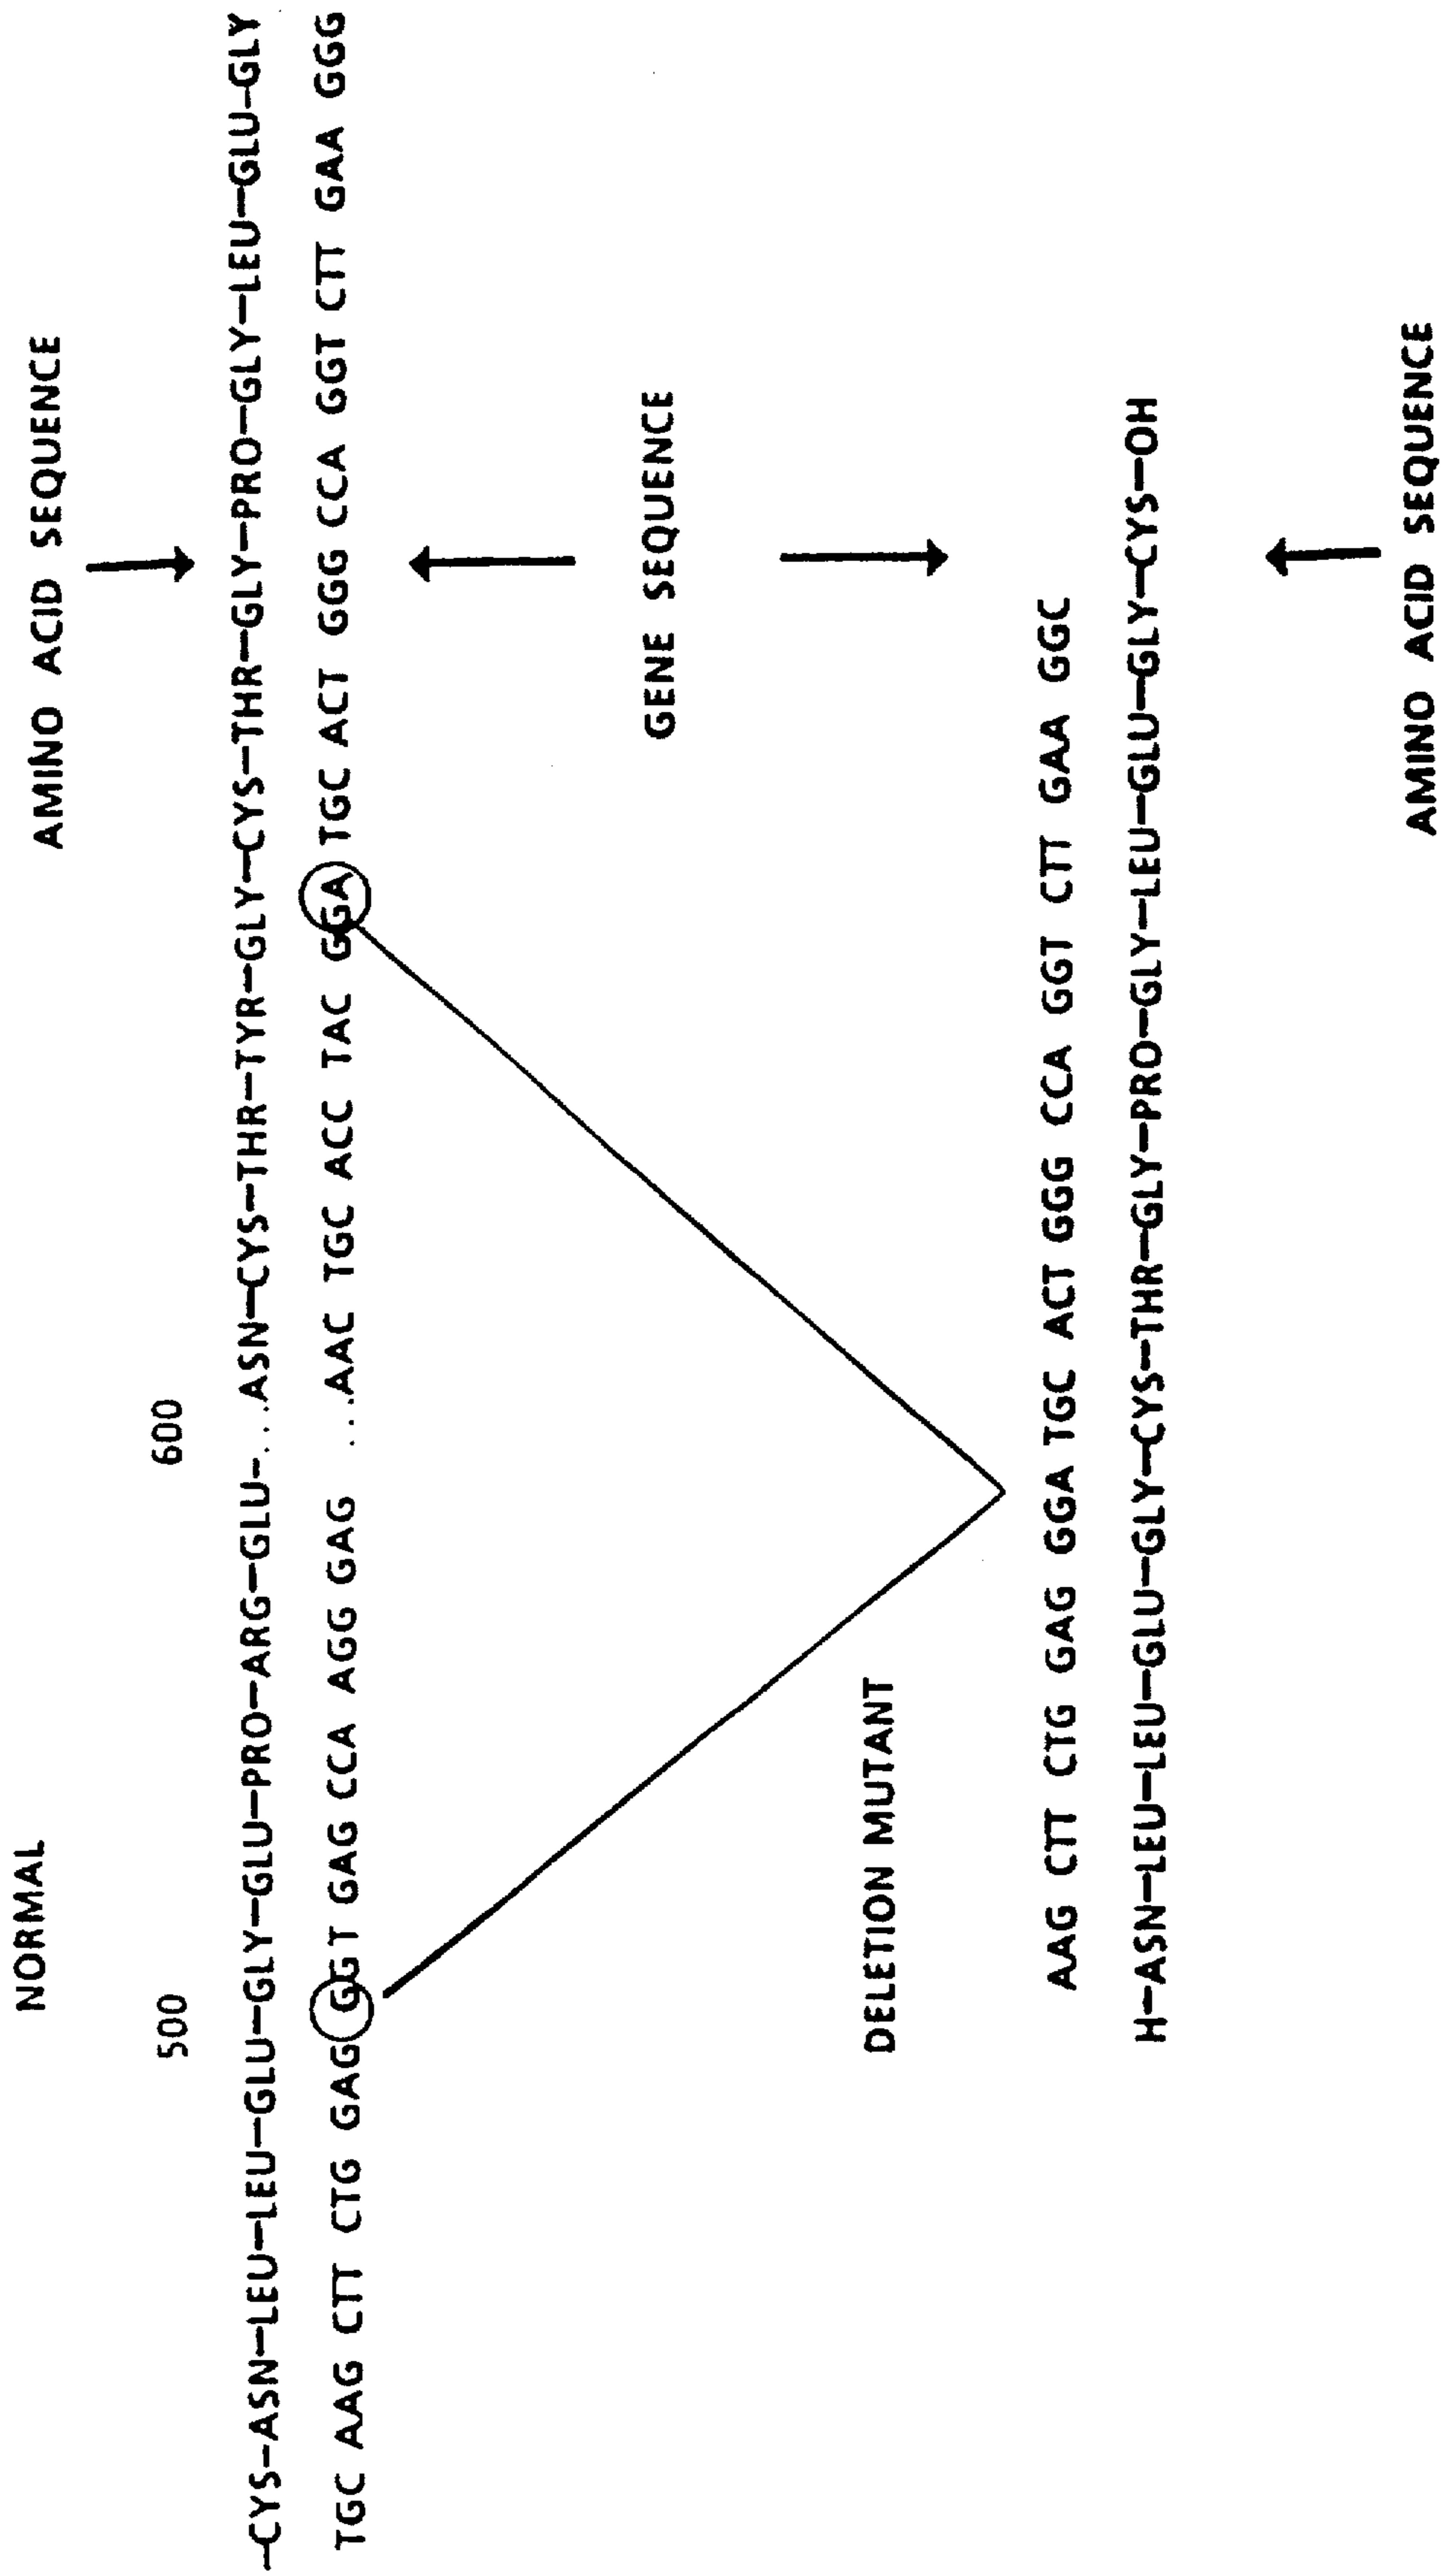 NORMAL
AMINO ACID SEQUENCE
500
600
–CYS–ASN–LEU–LEU–GLU–GLY–GLU–PRO–ARG–GLU–....ASN–CYS–THR–TYR–GLY–CYS–THR–GLY–PRO–GLY–LEU–GLU–GLY
TGC AAG CTT CTG GAG GGT GAG CCA AGG GAG ...AAC TGC ACC TAC GGA TGC ACT GGG CCA GGT CTT GAA GGG
GENE SEQUENCE
DELETION MUTANT
AAG CTT CTG GAG GGA TGC ACT GGG CCA GGT CTT GAA GGC
H–ASN–LEU–LEU–GLU–GLY–CYS–THR–GLY–PRO–GLY–LEU–GLU–GLY–CYS–OH
AMINO ACID SEQUENCE